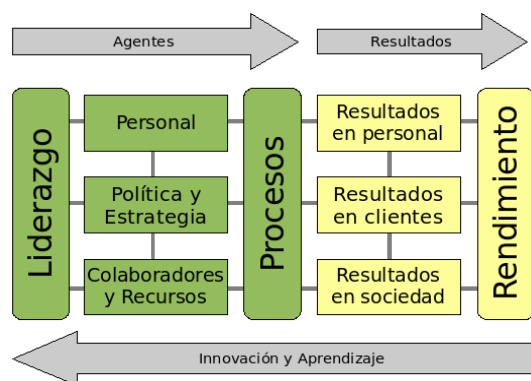 Agentes
Resultados
Liderazgo
Personal
Política y
Estrategia
Colaboradores
y Recursos
Procesos
Resultados
en personal
Resultados
en clientes
Resultados
en sociedad
Rendimiento
Innovación y Aprendizaje